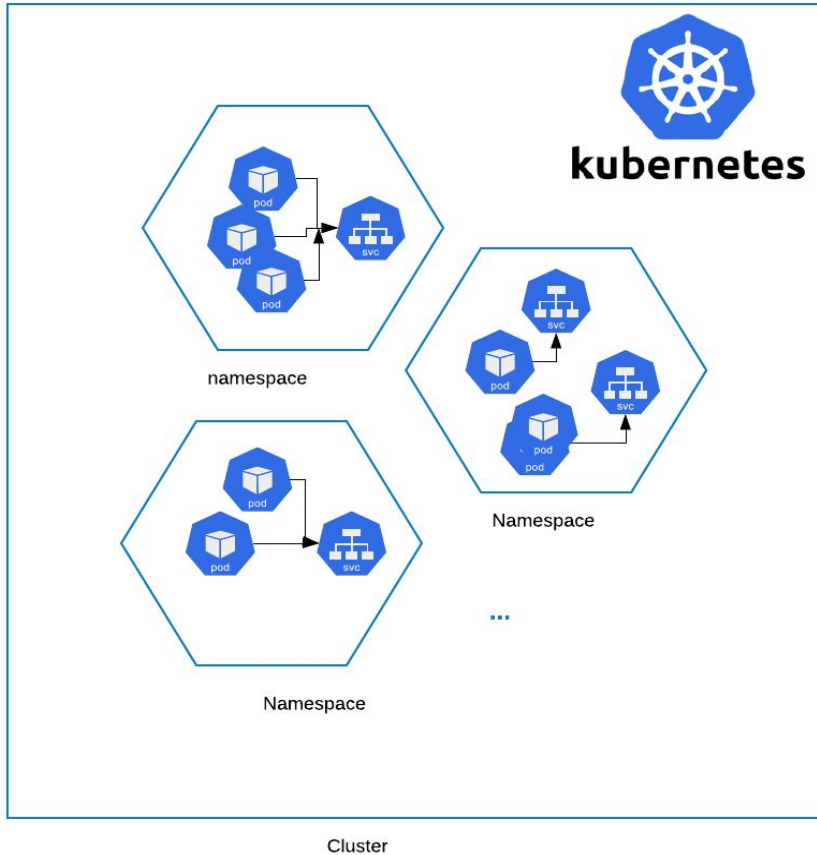 kubernetes
pod
pod
pod
svc
namespace
svc
pod
svc
pod
pod
Namespace
pod
pod
svc
...
Namespace
Cluster